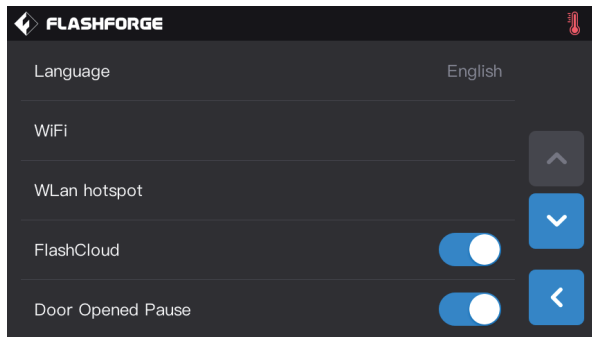 FLASHFORGE
Language English
WiFi
WLan hotspot
FlashCloud
Door Opened Pause